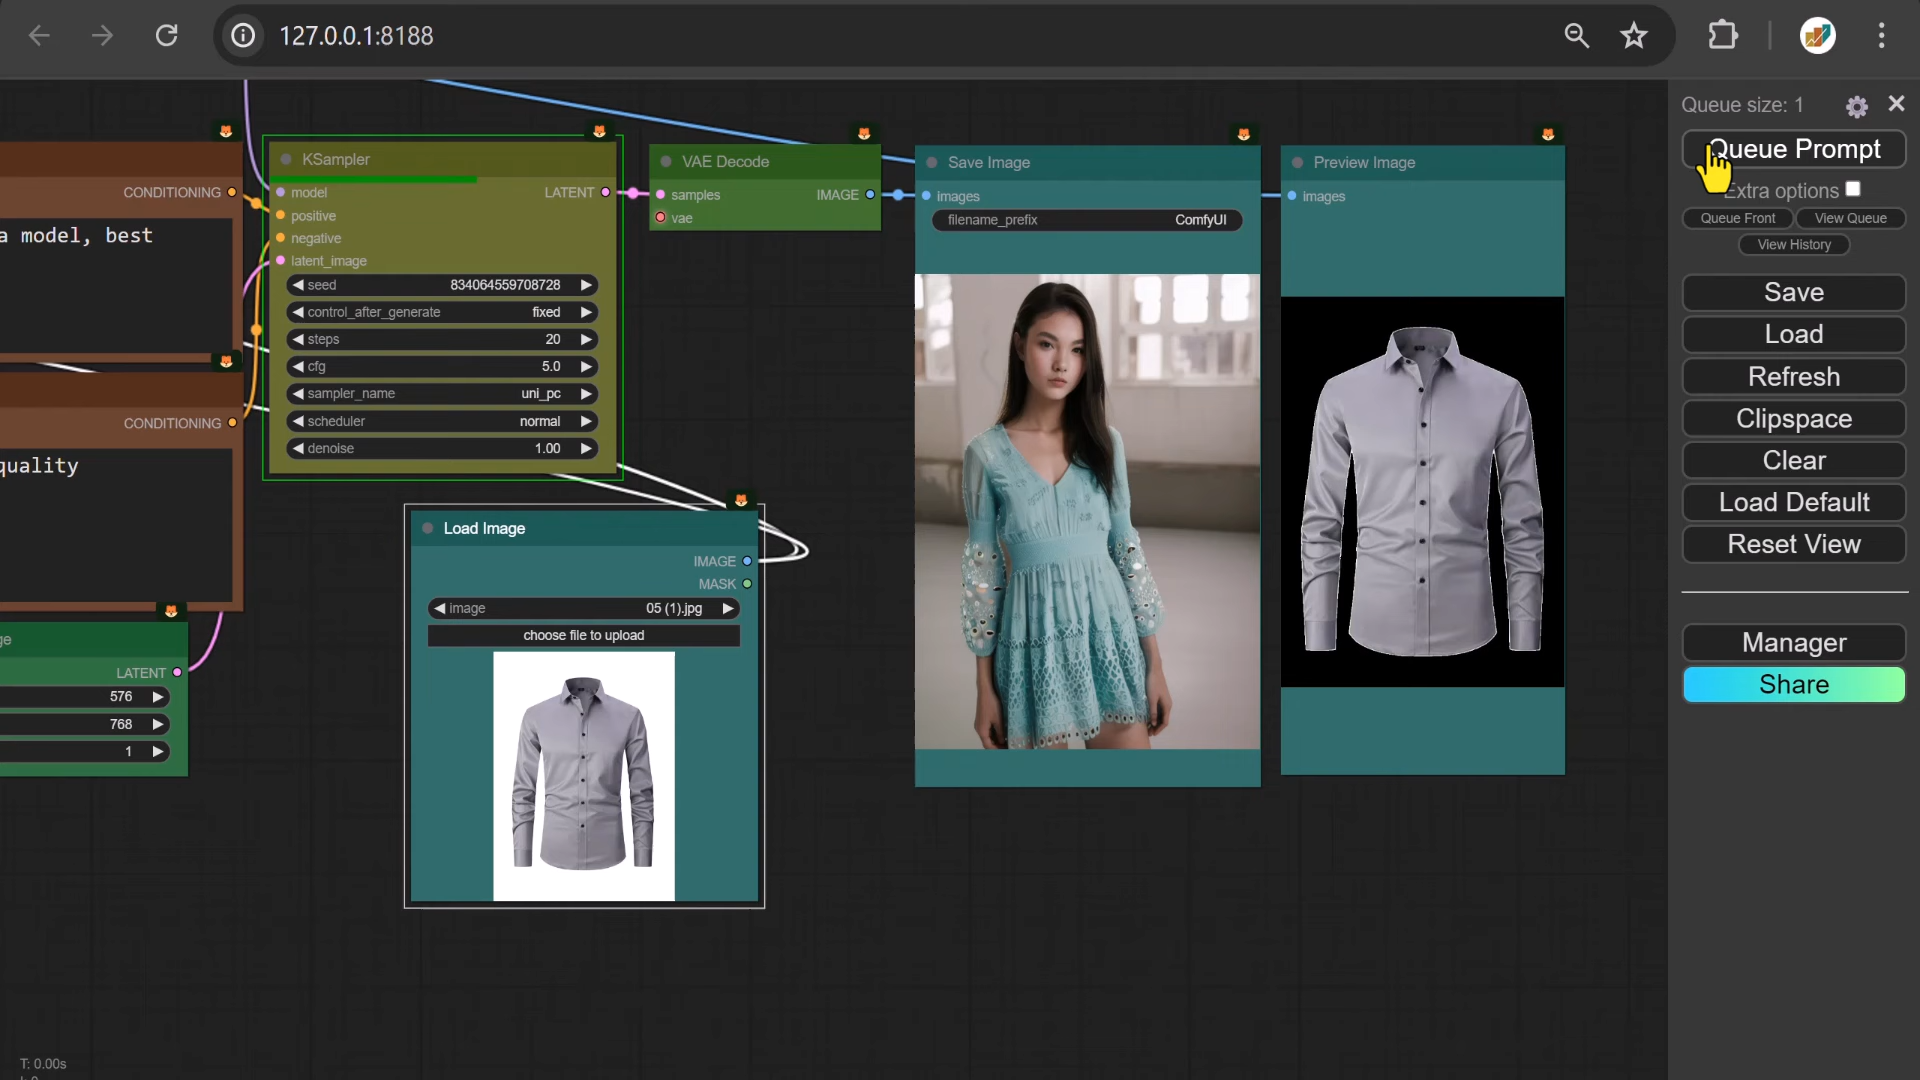 127.0.0.1:8188
Queue size: 1
Queue Prompt
Extra options
Queue Front
View Queue
View History
Save
Load
Refresh
Clipspace
Clear
Load Default
Reset View
Manager
Share
CONDITIONING
a model, best
CONDITIONING
quality
ge
LATENT
576
768
1
KSampler
model
LATENT
positive
negative
latent_image
seed 834064559708728
control_after_generate fixed
steps 20
cfg 5.0
sampler_name uni_pc
scheduler normal
denoise 1.00
VAE Decode
samples
IMAGE
vae
Load Image
IMAGE
MASK
image 05 (1).jpg
choose file to upload
Save Image
images
filename_prefix ComfyUI
Preview Image
images
T: 0.00s